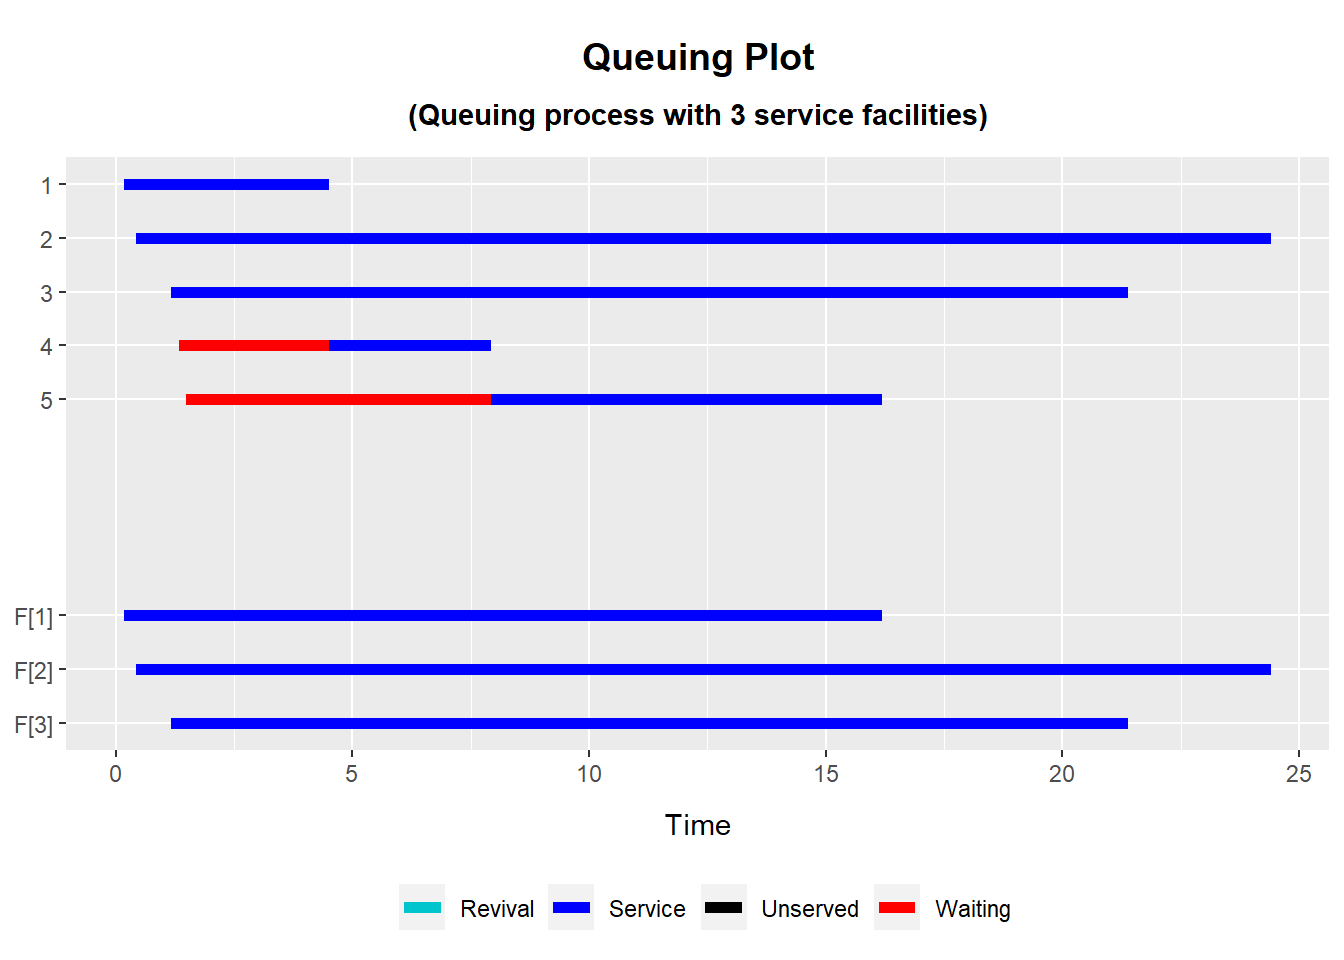 Queuing Plot
(Queuing process with 3 service facilities)
1
2
3
4
5
F[1]
F[2]
F[3]
0 5 10 15 20 25
Time
Revival Service Unserved Waiting